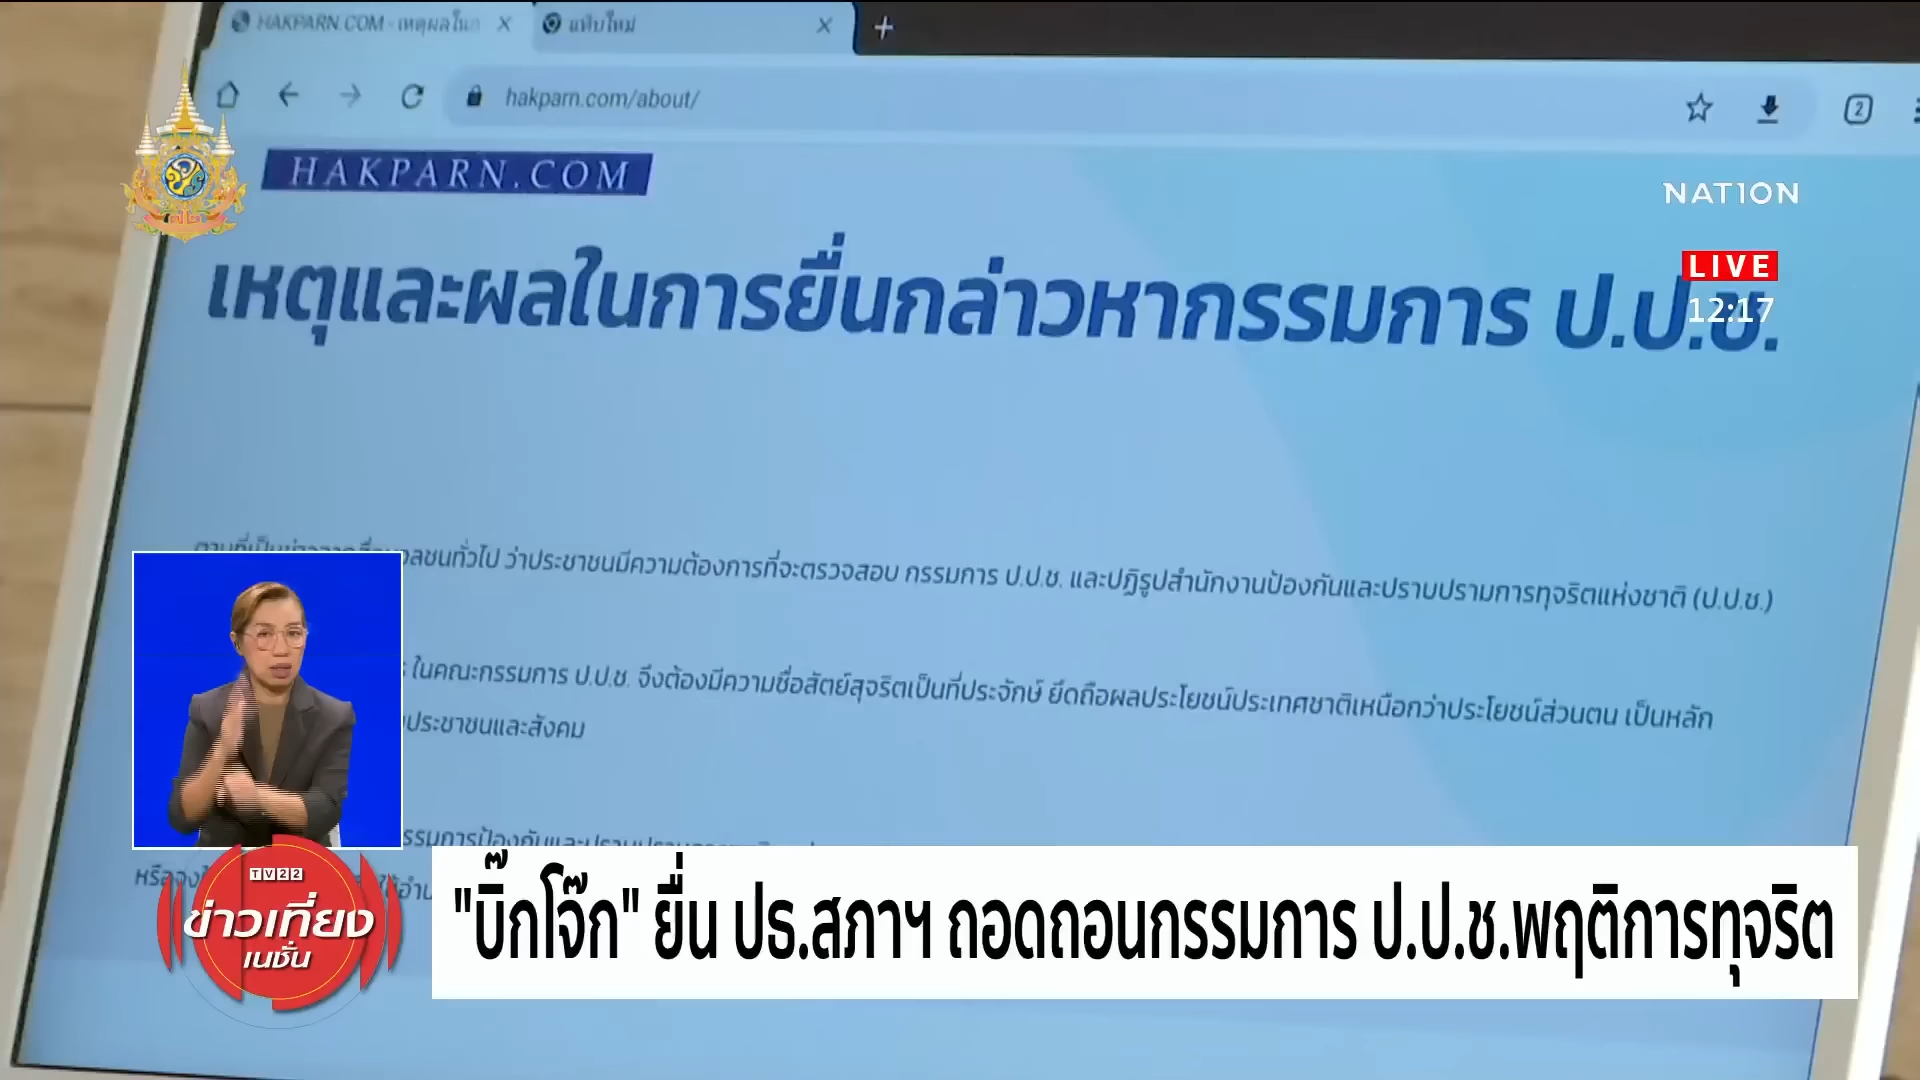 HAKPARN.COM - เหตุผลใน
แท็บใหม่
hakparn.com/about/
2
HAKPARN.COM
NATION
LIVE
12:17
เหตุและผลในการยื่นกล่าวหากรรมการ ป.ป.ช.
ทั่วไป ว่าประชาชนมีความต้องการที่จะตรวจสอบ กรรมการ ป.ป.ช. และปฏิรูปสำนักงานป้องกันและปราบปรามการทุจริตแห่งชาติ (ป.ป.ช.)
ในคณะกรรมการ ป.ป.ช. จึงต้องมีความซื่อสัตย์สุจริตเป็นที่ประจักษ์ ยึดถือผลประโยชน์ประเทศชาติเหนือกว่าประโยชน์ส่วนตน เป็นหลัก
ประชาชนและสังคม
TV22
ข่าวเที่ยง
เนชั่น
"บิ๊กโจ๊ก" ยื่น ปธ.สภาฯ ถอดถอนกรรมการ ป.ป.ช.พฤติการทุจริต